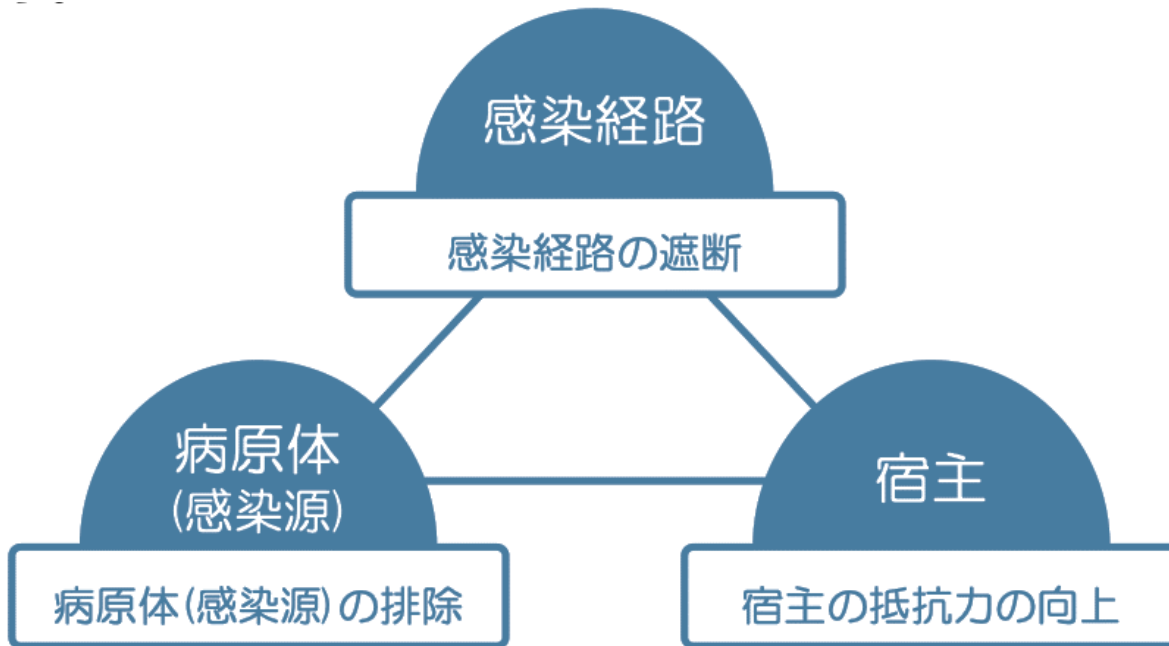 感染経路
感染経路の遮断
病原体
(感染源)
病原体(感染源)の排除
宿主
宿主の抵抗力の向上